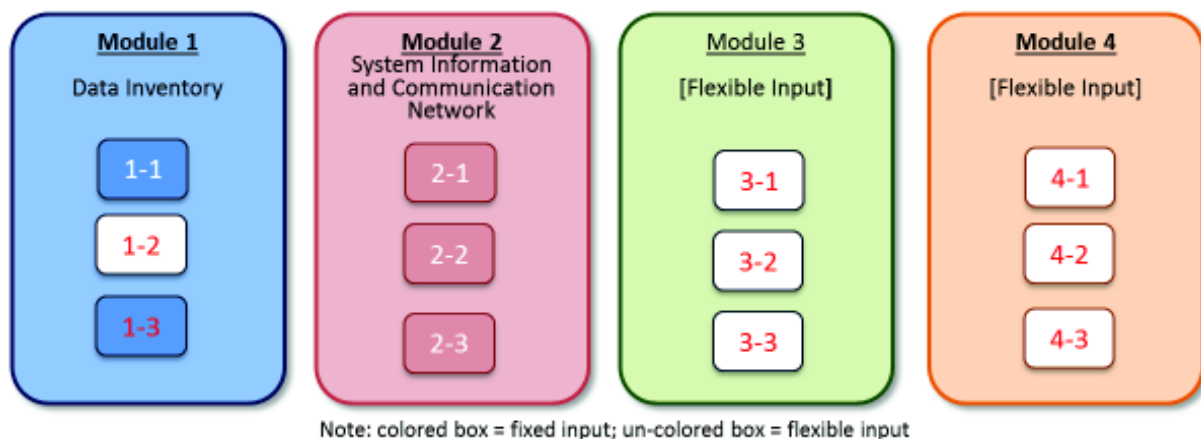 Module 1
Data Inventory
1-1
1-2
1-3
Module 2
System Information
and Communication
Network
2-1
2-2
2-3
Module 3
[Flexible Input]
3-1
3-2
3-3
Module 4
[Flexible Input]
4-1
4-2
4-3
Note: colored box = fixed input; un-colored box = flexible input